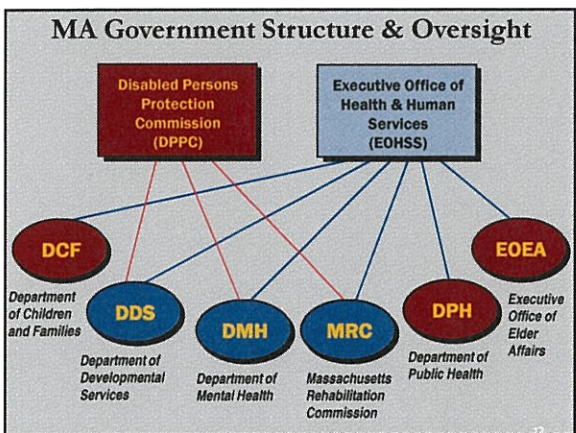 MA Government Structure & Oversight
Disabled Persons
Protection
Commission
(DPPC)
Executive Office of
Health & Human
Services
(EOHSS)
DCF
Department
of Children
and Families
DDS
Department of
Developmental
Services
DMH
Department of
Mental Health
MRC
Massachusetts
Rehabilitation
Commission
DPH
Department of
Public Health
EOEA
Executive
Office of
Elder
Affairs